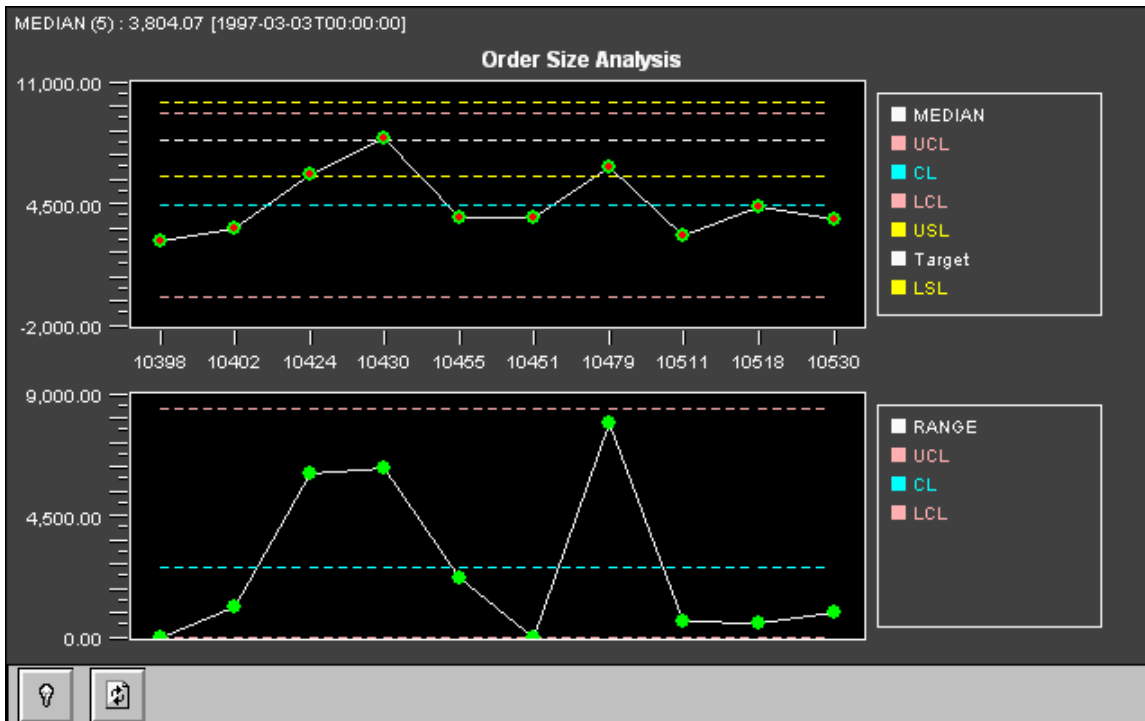 MEDIAN (5) : 3,804.07 [1997-03-03T00:00:00]
Order Size Analysis
11,000.00
4,500.00
-2,000.00
MEDIAN
UCL
CL
LCL
USL
Target
LSL
10398 10402 10424 10430 10455 10451 10479 10511 10518 10530
9,000.00
4,500.00
0.00
RANGE
UCL
CL
LCL